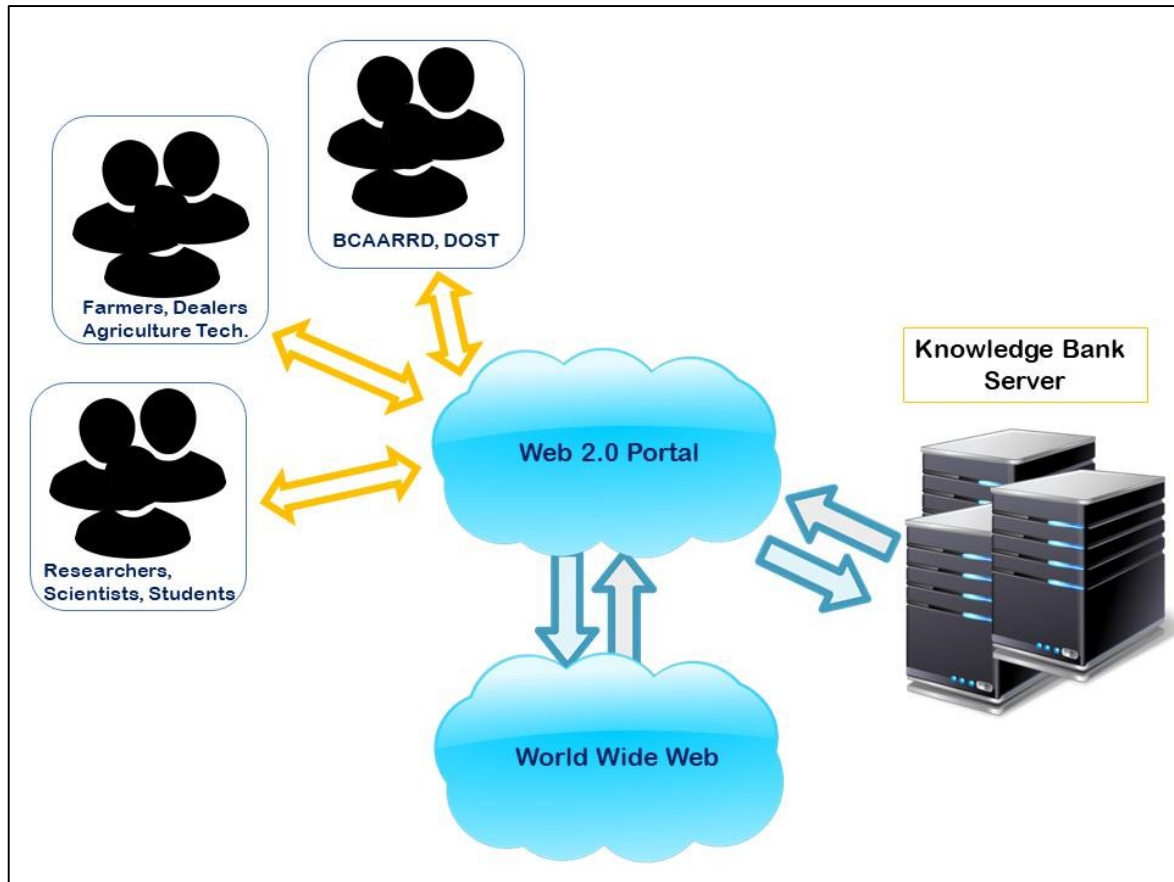 BCAARRD, DOST
Farmers, Dealers
Agriculture Tech.
Researchers,
Scientists, Students
Web 2.0 Portal
Knowledge Bank
Server
World Wide Web